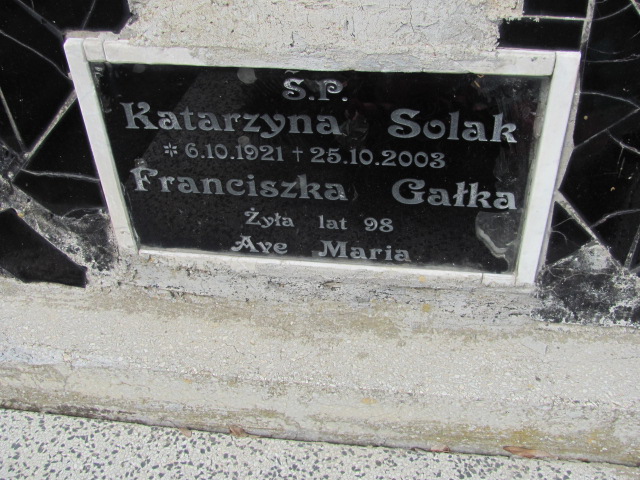 Ś.P.
Katarzyna Solak
* 6.10.1921 † 25.10.2003
Franciszka Gałka
Żyła lat 98
Ave Maria